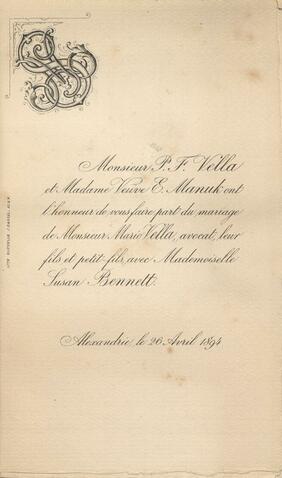 Monsieur P. F. Vella
et Madame Veuve E. Manuk ont
l'honneur de vous faire part du mariage
de Monsieur Mario Vella, avocat, leur
fils et petit-fils, avec Mademoiselle
Susan Bennett.
Alexandrie, le 26 Avril 1894